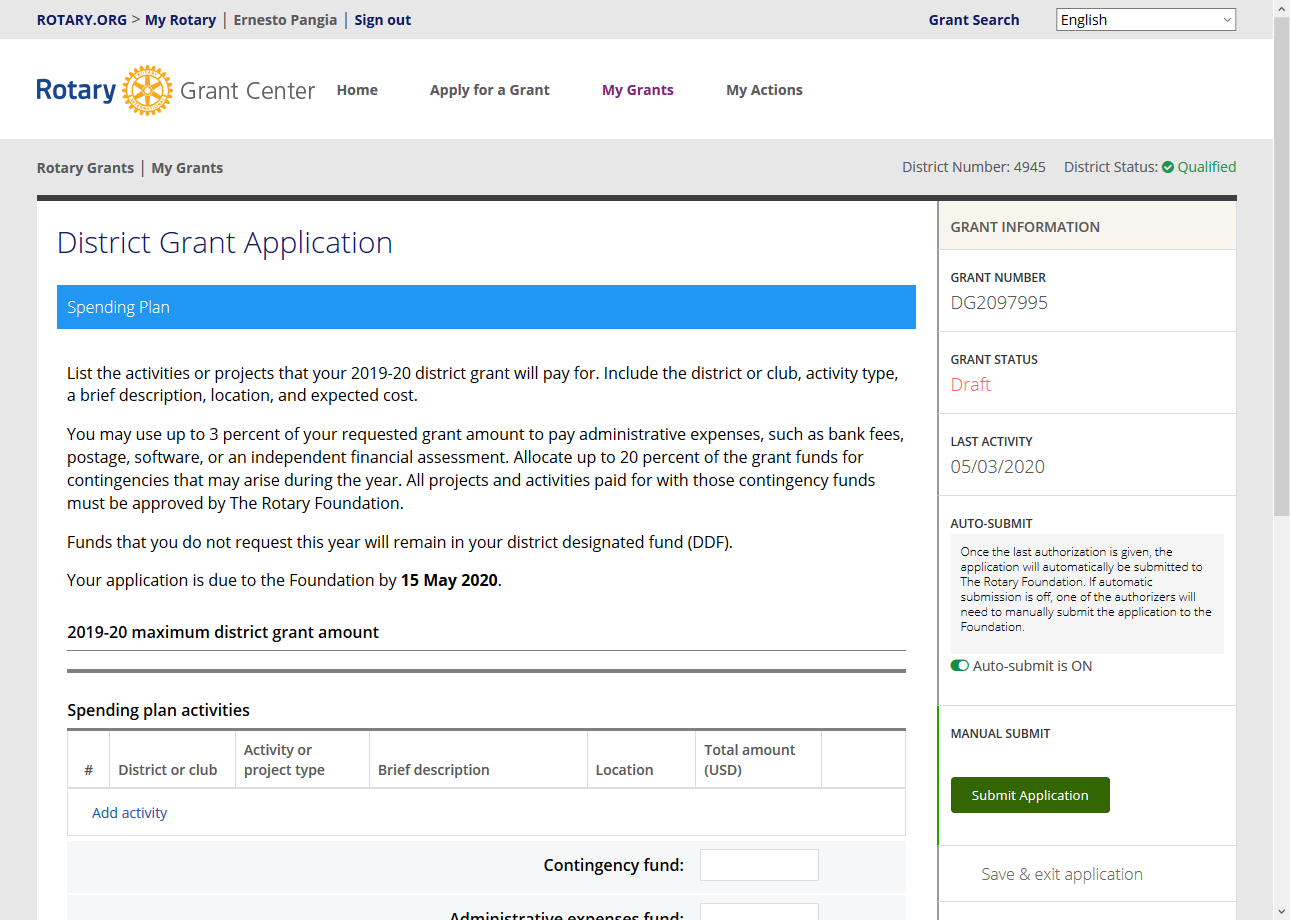 ROTARY.ORG > My Rotary | Ernesto Pangia | Sign out
Grant Search
English
Rotary Grant Center
Home
Apply for a Grant
My Grants
My Actions
Rotary Grants | My Grants
District Number: 4945
District Status: Qualified
District Grant Application
Spending Plan
List the activities or projects that your 2019-20 district grant will pay for. Include the district or club, activity type,
a brief description, location, and expected cost.
You may use up to 3 percent of your requested grant amount to pay administrative expenses, such as bank fees,
postage, software, or an independent financial assessment. Allocate up to 20 percent of the grant funds for
contingencies that may arise during the year. All projects and activities paid for with those contingency funds
must be approved by The Rotary Foundation.
Funds that you do not request this year will remain in your district designated fund (DDF).
Your application is due to the Foundation by 15 May 2020.
2019-20 maximum district grant amount
Spending plan activities
#
District or club
Activity or
project type
Brief description
Location
Total amount
(USD)
Add activity
Contingency fund:
Administrative expenses fund:
GRANT INFORMATION
GRANT NUMBER
DG2097995
GRANT STATUS
Draft
LAST ACTIVITY
05/03/2020
AUTO-SUBMIT
Once the last authorization is given, the
application will automatically be submitted to
The Rotary Foundation. If automatic
submission is off, one of the authorizers will
need to manually submit the application to the
Foundation.
Auto-submit is ON
MANUAL SUBMIT
Submit Application
Save & exit application